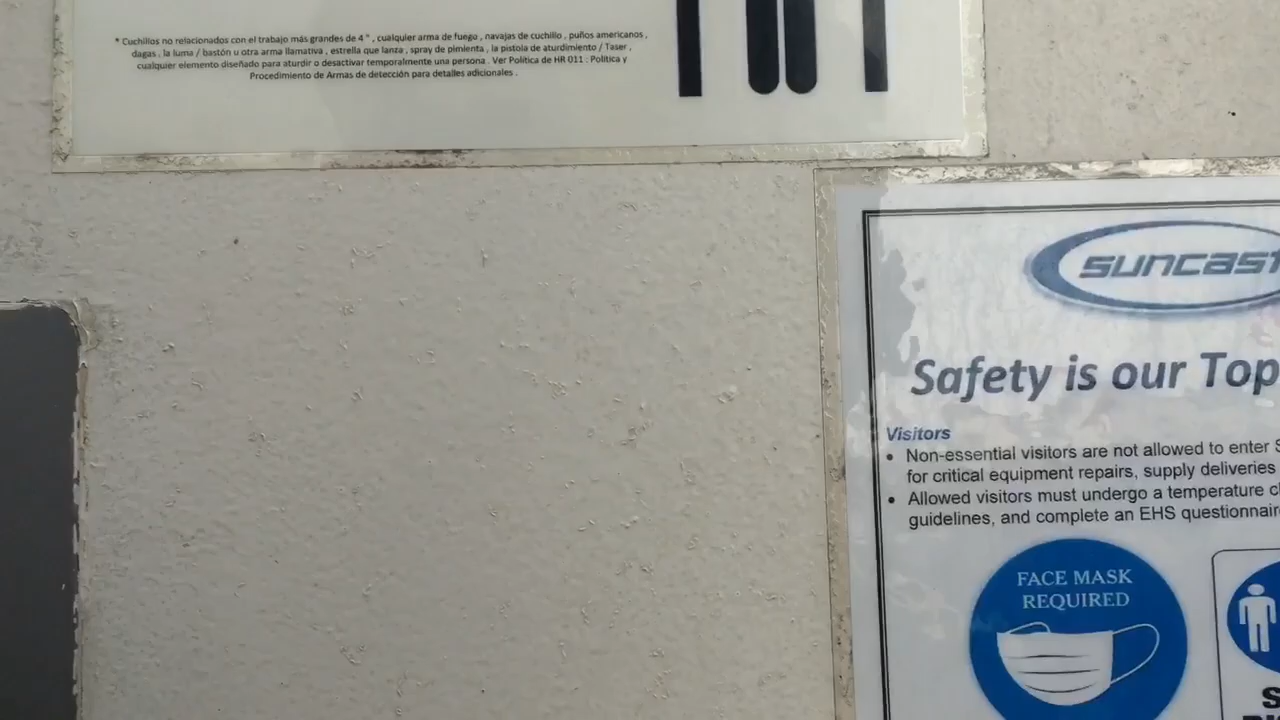 * Cuchillos no relacionados con el trabajo más grandes de 4 " , cualquier arma de fuego , navajas de cuchillo , puños americanos ,
dagas , la luma / bastón u otra arma llamativa , estrella que lanza , spray de pimienta , la pistola de aturdimiento / Taser ,
cualquier elemento diseñado para aturdir o desactivar temporalmente una persona . Ver Política de HR 011 : Política y
Procedimiento de Armas de detección para detalles adicionales .
suncast
Safety is our Top
Visitors
• Non-essential visitors are not allowed to enter
for critical equipment repairs, supply deliveries
• Allowed visitors must undergo a temperature
guidelines, and complete an EHS questionnaire
FACE MASK
REQUIRED